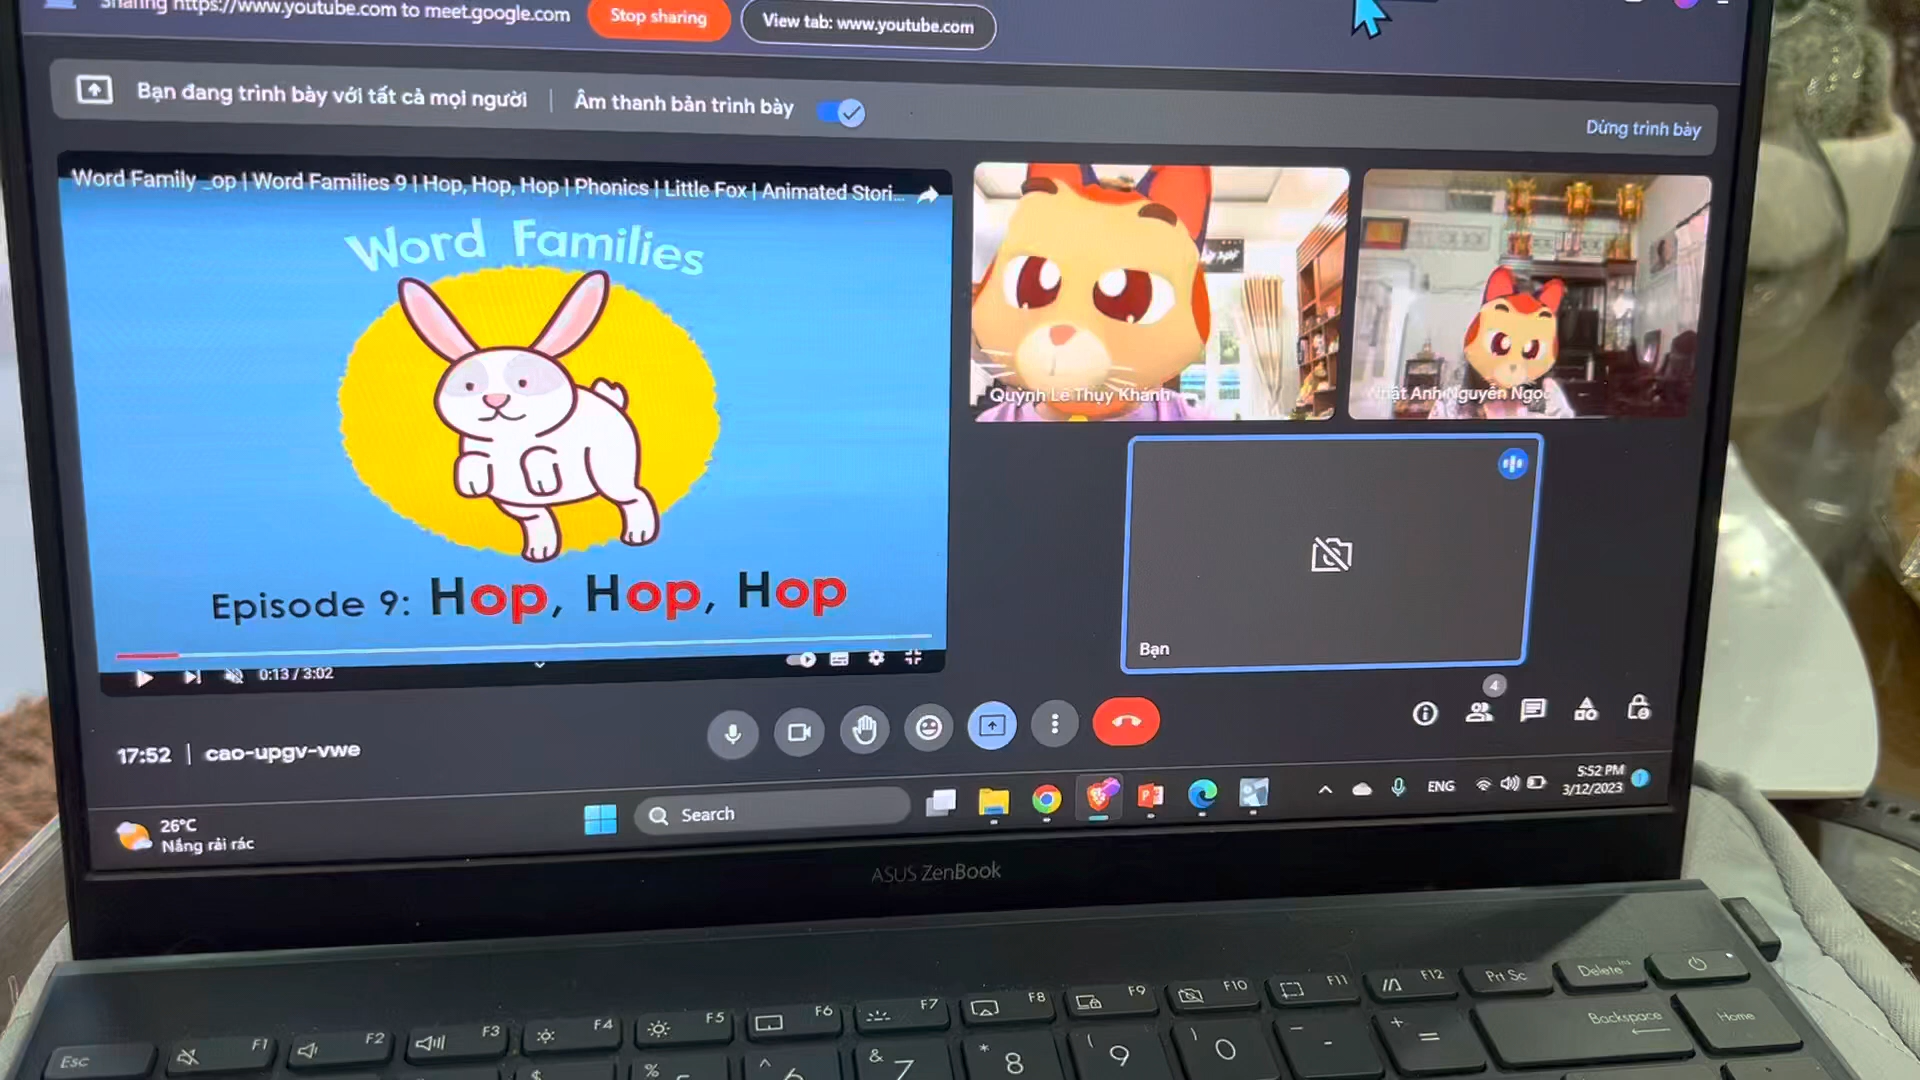 Sharing https://www.youtube.com to meet.google.com
Stop sharing
View tab: www.youtube.com
Bạn đang trình bày với tất cả mọi người
Âm thanh bản trình bày
Dừng trình bày
Word Family _op | Word Families 9 | Hop, Hop, Hop | Phonics | Little Fox | Animated Stori...
Word Families
Episode 9: Hop, Hop, Hop
0:13 / 3:02
Quỳnh Lê Thụy Khánh
Nhật Anh Nguyễn Ngọc
Bạn
4
17:52 | cao-upgv-vwe
26°C
Nắng rải rác
Search
ENG
5:52 PM
3/12/2023
1
ASUS ZenBook
Esc
F1
F2
F3
F4
F5
F6
F7
F8
F9
F10
F11
F12
Prt Sc
Delete
Ins
$
%
^
6
&
7
*
8
(
9
)
0
-
+
=
Backspace
Home